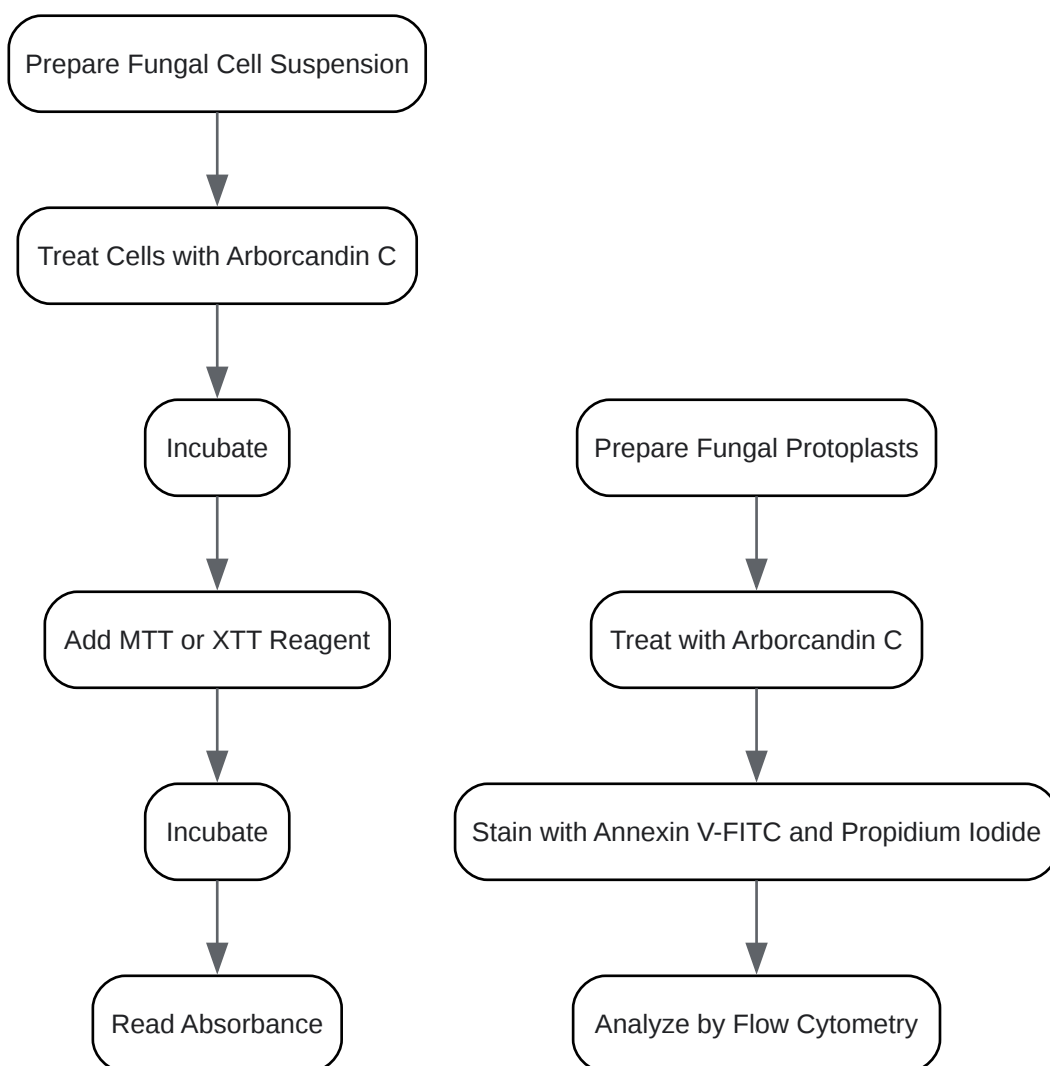 Prepare Fungal Cell Suspension
Treat Cells with Arborcandin C
Incubate
Add MTT or XTT Reagent
Incubate
Read Absorbance
Prepare Fungal Protoplasts
Treat with Arborcandin C
Stain with Annexin V-FITC and Propidium Iodide
Analyze by Flow Cytometry